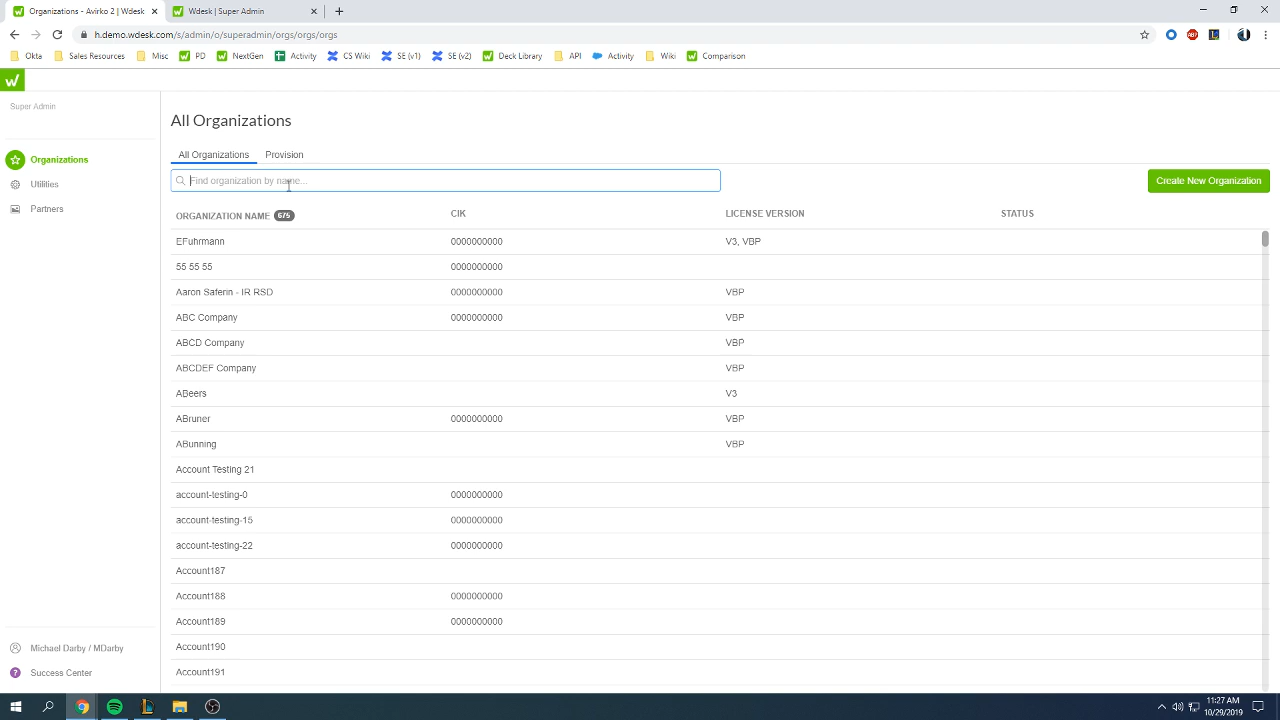 Organizations - Avirko 2 | Wdesk
Wdesk | Super Admin
h.demo.wdesk.com/s/admin/o/superadmin/orgs/orgs
Okta Sales Resources Misc PD NextGen Activity CS Wiki SE (v1) SE (v2) Deck Library API Activity Wiki Comparison
Super Admin
Organizations
Utilities
Partners
All Organizations
All Organizations Provision
Find organization by name...
Create New Organization
ORGANIZATION NAME 675 CIK LICENSE VERSION STATUS
EFuhrmann 0000000000 V3, VBP
55 55 55 0000000000
Aaron Saferin - IR RSD 0000000000 VBP
ABC Company 0000000000 VBP
ABCD Company VBP
ABCDEF Company VBP
ABeers V3
ABruner 0000000000 VBP
ABunning VBP
Account Testing 21
account-testing-0 0000000000
account-testing-15 0000000000
account-testing-22 0000000000
Account187
Account188 0000000000
Account189 0000000000
Account190
Account191
Michael Darby / MDarby
Success Center
11:27 AM
10/29/2019